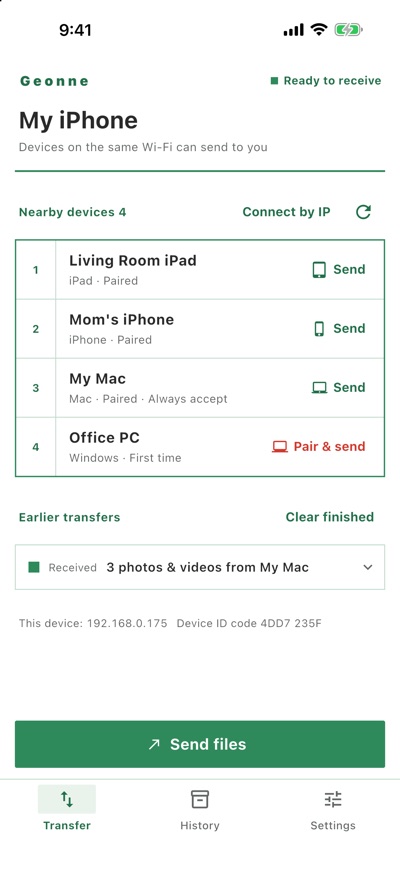 9:41
Geonne
Ready to receive
My iPhone
Devices on the same Wi-Fi can send to you
Nearby devices 4
Connect by IP
1
Living Room iPad
iPad · Paired
Send
2
Mom's iPhone
iPhone · Paired
Send
3
My Mac
Mac · Paired · Always accept
Send
4
Office PC
Windows · First time
Pair & send
Earlier transfers
Clear finished
Received 3 photos & videos from My Mac
This device: 192.168.0.175 Device ID code 4DD7 235F
Send files
Transfer
History
Settings